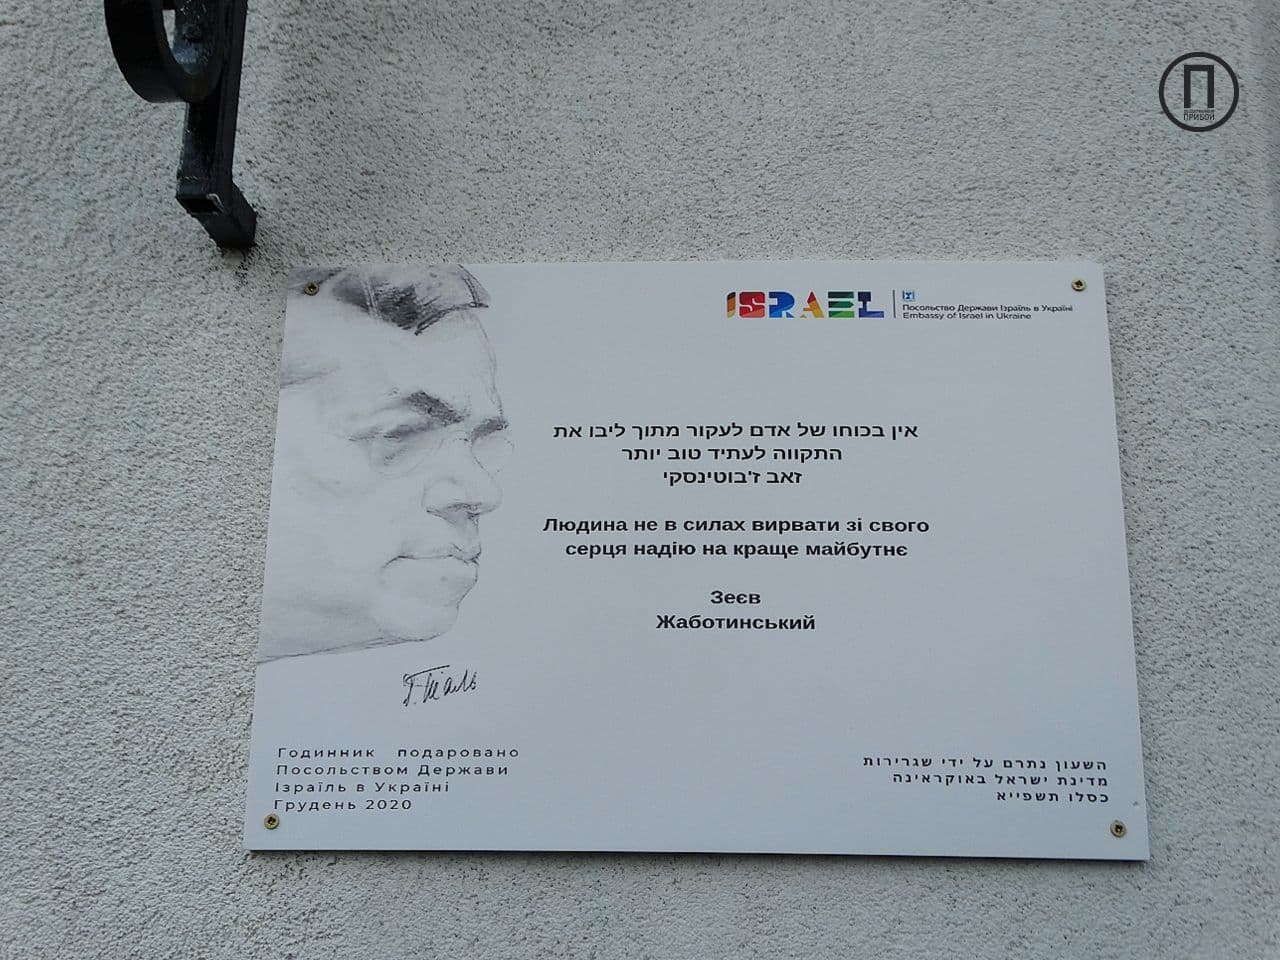 П
ПРИБОЙ
ISRAEL
Посольство Держави Ізраїль в Україні
Embassy of Israel in Ukraine
אין בכוחו של אדם לעקור מתוך ליבו את
התקווה לעתיד טוב יותר
זאב ז'בוטינסקי
Людина не в силах вирвати зі свого
серця надію на краще майбутнє
Зеєв
Жаботинський
Годинник подаровано
Посольством Держави
Ізраїль в Україні
Грудень 2020
השעון נתרם על ידי שגרירות
מדינת ישראל באוקראינה
כסלו תשפייא